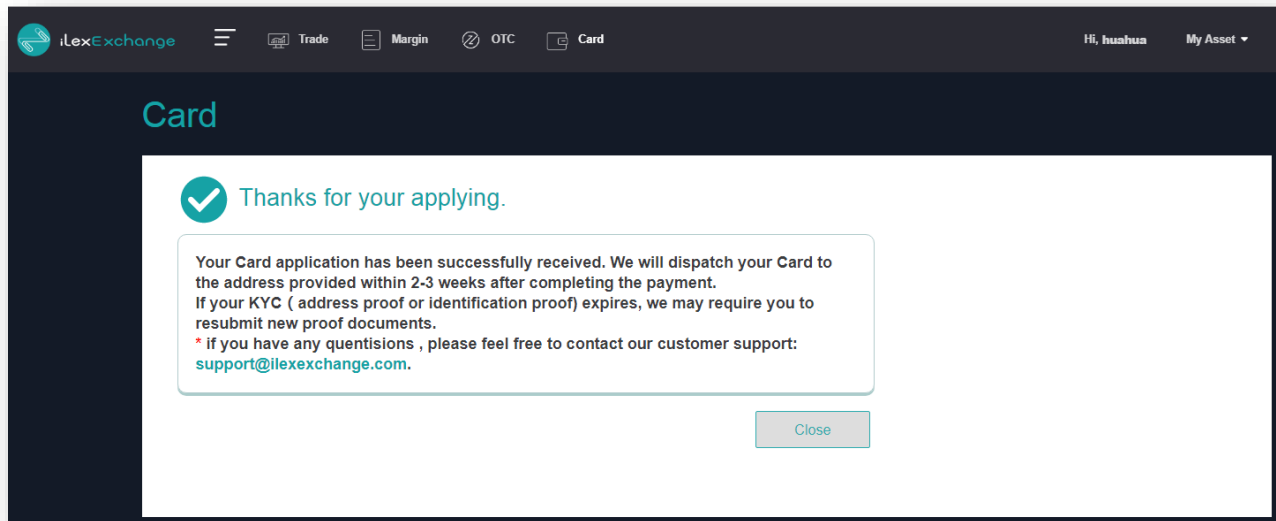 iLexExchange Trade Margin OTC Card Hi, huahua My Asset
Card
Thanks for your applying.
Your Card application has been successfully received. We will dispatch your Card to
the address provided within 2-3 weeks after completing the payment.
If your KYC ( address proof or identification proof) expires, we may require you to
resubmit new proof documents.
* if you have any quentisions , please feel free to contact our customer support:
support@ilexexchange.com.
Close